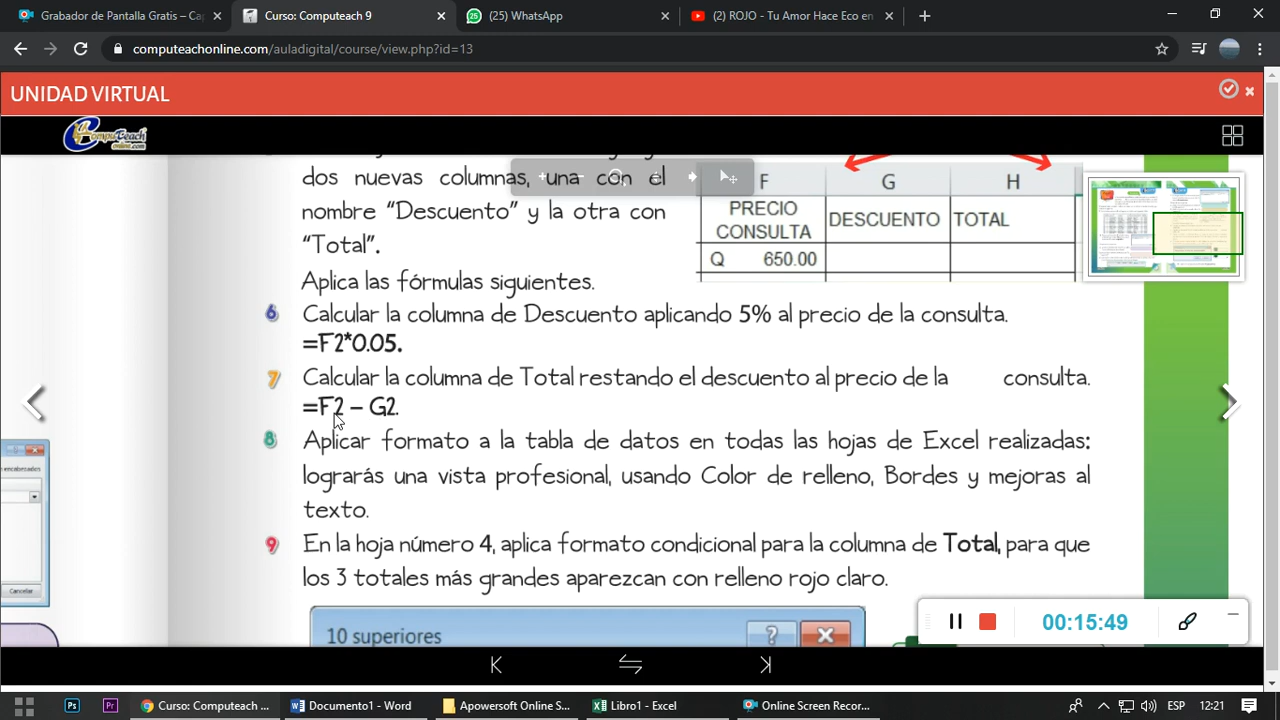 Grabador de Pantalla Gratis – Ca
Curso: Computeach 9
(25) WhatsApp
(2) ROJO - Tu Amor Hace Eco en
computeachonline.com/auladigital/course/view.php?id=13
UNIDAD VIRTUAL
CompuTeach
online.com
dos nuevas columnas, una con el
nombre “Descuento” y la otra con
“Total”.
Aplica las fórmulas siguientes.
F G H
PRECIO CONSULTA DESCUENTO TOTAL
Q 650.00
6 Calcular la columna de Descuento aplicando 5% al precio de la consulta.
=F2*0.05.
7 Calcular la columna de Total restando el descuento al precio de la consulta.
=F2 – G2.
8 Aplicar formato a la tabla de datos en todas las hojas de Excel realizadas:
lograrás una vista profesional, usando Color de relleno, Bordes y mejoras al
texto.
9 En la hoja número 4, aplica formato condicional para la columna de Total, para que
los 3 totales más grandes aparezcan con relleno rojo claro.
Cancelar
10 superiores
00:15:49
Curso: Computeach 9 ...
Documento1 - Word
Apowersoft Online S...
Libro1 - Excel
Online Screen Recor...
ESP
12:21